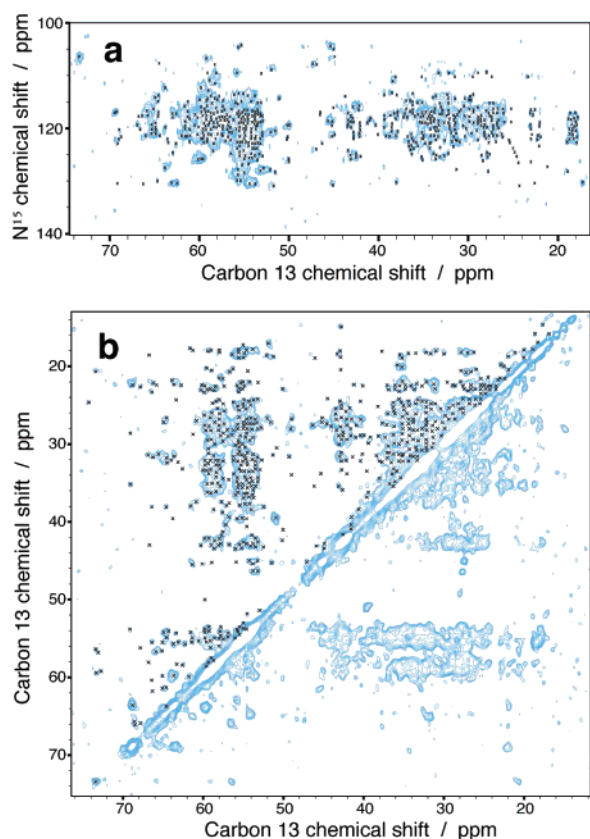 100
a
120
140
N¹⁵ chemical shift / ppm
70 60 50 40 30 20
Carbon 13 chemical shift / ppm
b
20
30
40
50
60
70
Carbon 13 chemical shift / ppm
70 60 50 40 30 20
Carbon 13 chemical shift / ppm